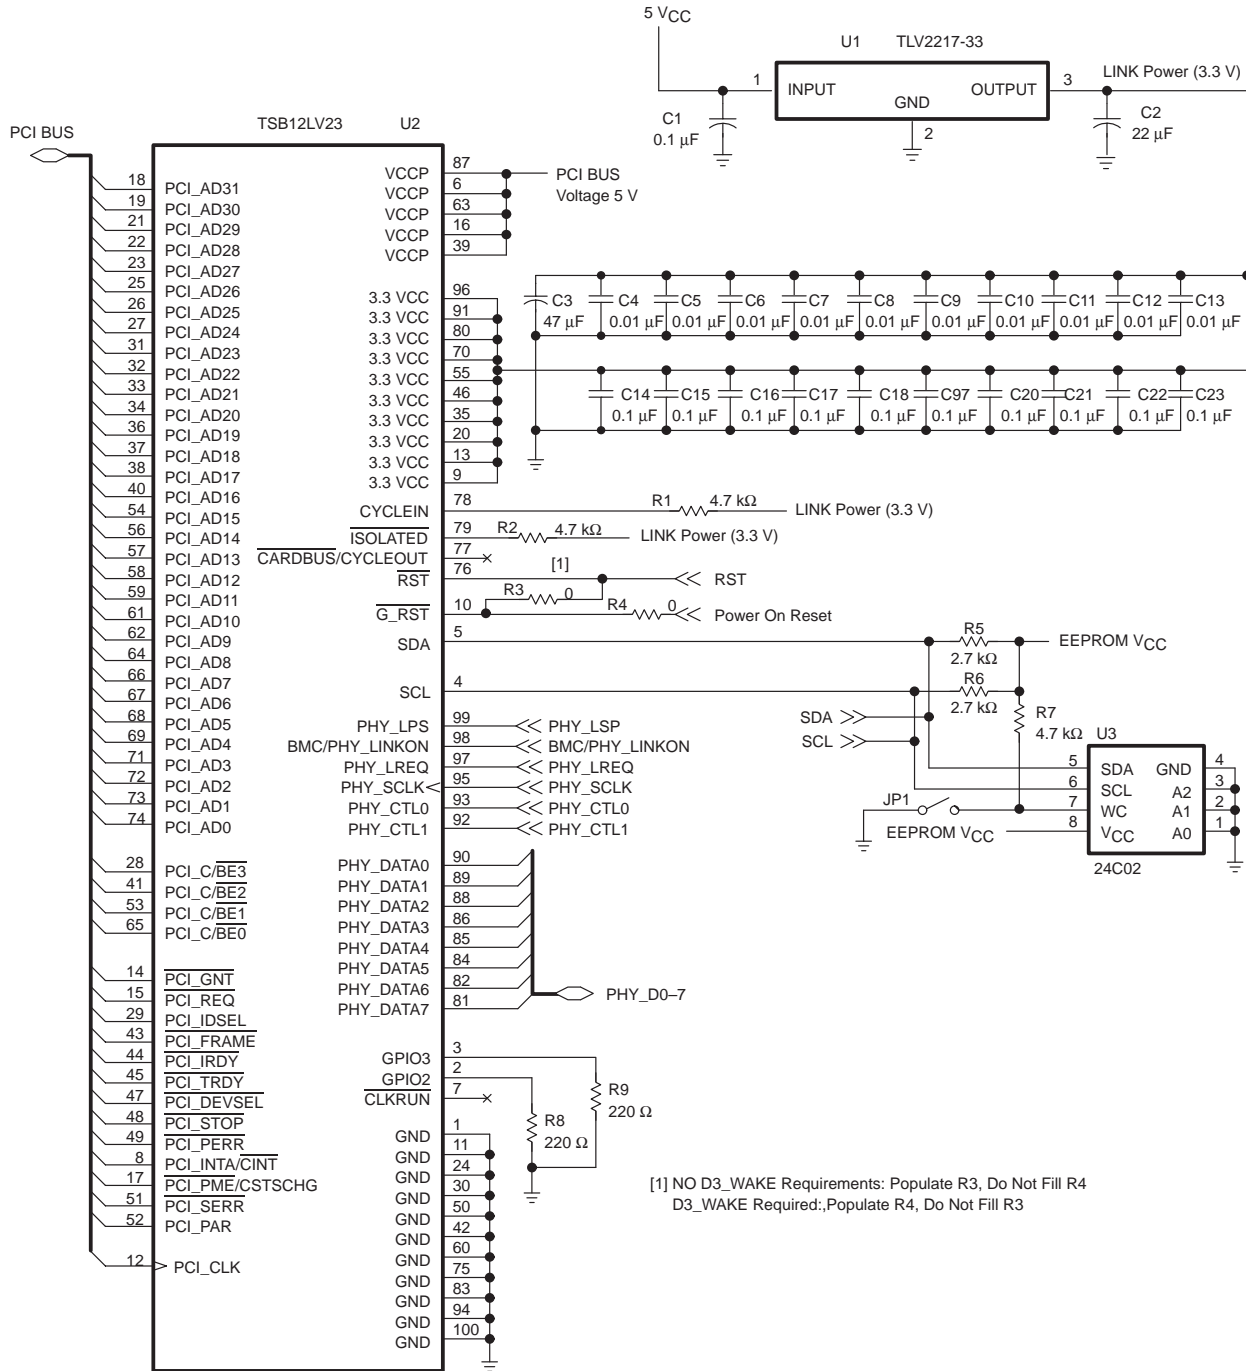 5 VCC
U1 TLV2217-33
1 INPUT OUTPUT 3 LINK Power (3.3 V)
GND
2
C1
0.1 µF
C2
22 µF
TSB12LV23 U2
PCI BUS
18 PCI_AD31
19 PCI_AD30
21 PCI_AD29
22 PCI_AD28
23 PCI_AD27
25 PCI_AD26
26 PCI_AD25
27 PCI_AD24
31 PCI_AD23
32 PCI_AD22
33 PCI_AD21
34 PCI_AD20
36 PCI_AD19
37 PCI_AD18
38 PCI_AD17
40 PCI_AD16
54 PCI_AD15
56 PCI_AD14
57 PCI_AD13
58 PCI_AD12
59 PCI_AD11
61 PCI_AD10
62 PCI_AD9
64 PCI_AD8
66 PCI_AD7
67 PCI_AD6
68 PCI_AD5
69 PCI_AD4
71 PCI_AD3
72 PCI_AD2
73 PCI_AD1
74 PCI_AD0
28 PCI_C/BE3
41 PCI_C/BE2
53 PCI_C/BE1
65 PCI_C/BE0
14 PCI_GNT
15 PCI_REQ
29 PCI_IDSEL
43 PCI_FRAME
44 PCI_IRDY
45 PCI_TRDY
47 PCI_DEVSEL
48 PCI_STOP
49 PCI_PERR
8 PCI_INTA/CINT
17 PCI_PME/CSTSCHG
51 PCI_SERR
52 PCI_PAR
12 PCI_CLK
VCCP 87
VCCP 6
VCCP 63
VCCP 16
VCCP 39
PCI BUS
Voltage 5 V
3.3 VCC 96
3.3 VCC 91
3.3 VCC 80
3.3 VCC 70
3.3 VCC 55
3.3 VCC 46
3.3 VCC 35
3.3 VCC 20
3.3 VCC 13
3.3 VCC 9
C3 C4 C5 C6 C7 C8 C9 C10 C11 C12 C13
47 µF 0.01 µF 0.01 µF 0.01 µF 0.01 µF 0.01 µF 0.01 µF 0.01 µF 0.01 µF 0.01 µF 0.01 µF
C14 C15 C16 C17 C18 C97 C20 C21 C22 C23
0.1 µF 0.1 µF 0.1 µF 0.1 µF 0.1 µF 0.1 µF 0.1 µF 0.1 µF 0.1 µF 0.1 µF
CYCLEIN 78 R1 4.7 kΩ LINK Power (3.3 V)
ISOLATED 79 R2 4.7 kΩ LINK Power (3.3 V)
CARDBUS/CYCLEOUT 77
[1]
RST 76 RST
R3 0
G_RST 10 R4 0 Power On Reset
SDA 5
SCL 4
R5
2.7 kΩ
EEPROM VCC
R6
2.7 kΩ
R7
4.7 kΩ
SDA
SCL
U3
5 SDA GND 4
6 SCL A2 3
7 WC A1 2
8 VCC A0 1
JP1
EEPROM VCC
24C02
PHY_LPS 99 PHY_LSP
BMC/PHY_LINKON 98 BMC/PHY_LINKON
PHY_LREQ 97 PHY_LREQ
PHY_SCLK 95 PHY_SCLK
PHY_CTL0 93 PHY_CTL0
PHY_CTL1 92 PHY_CTL1
PHY_DATA0 90
PHY_DATA1 89
PHY_DATA2 88
PHY_DATA3 86
PHY_DATA4 85
PHY_DATA5 84
PHY_DATA6 82
PHY_DATA7 81
PHY_D0–7
GPIO3 3
GPIO2 2
CLKRUN 7
R9
220 Ω
R8
220 Ω
GND 1
GND 11
GND 24
GND 30
GND 50
GND 42
GND 60
GND 75
GND 83
GND 94
GND 100
[1] NO D3_WAKE Requirements: Populate R3, Do Not Fill R4
D3_WAKE Required:,Populate R4, Do Not Fill R3